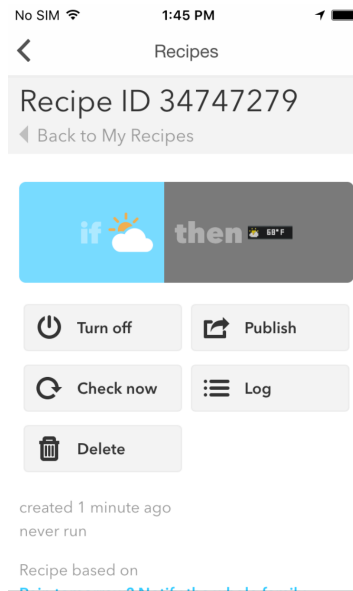 No SIM 1:45 PM
Recipes
Recipe ID 34747279
Back to My Recipes
if then 68°F
Turn off Publish
Check now Log
Delete
created 1 minute ago
never run
Recipe based on